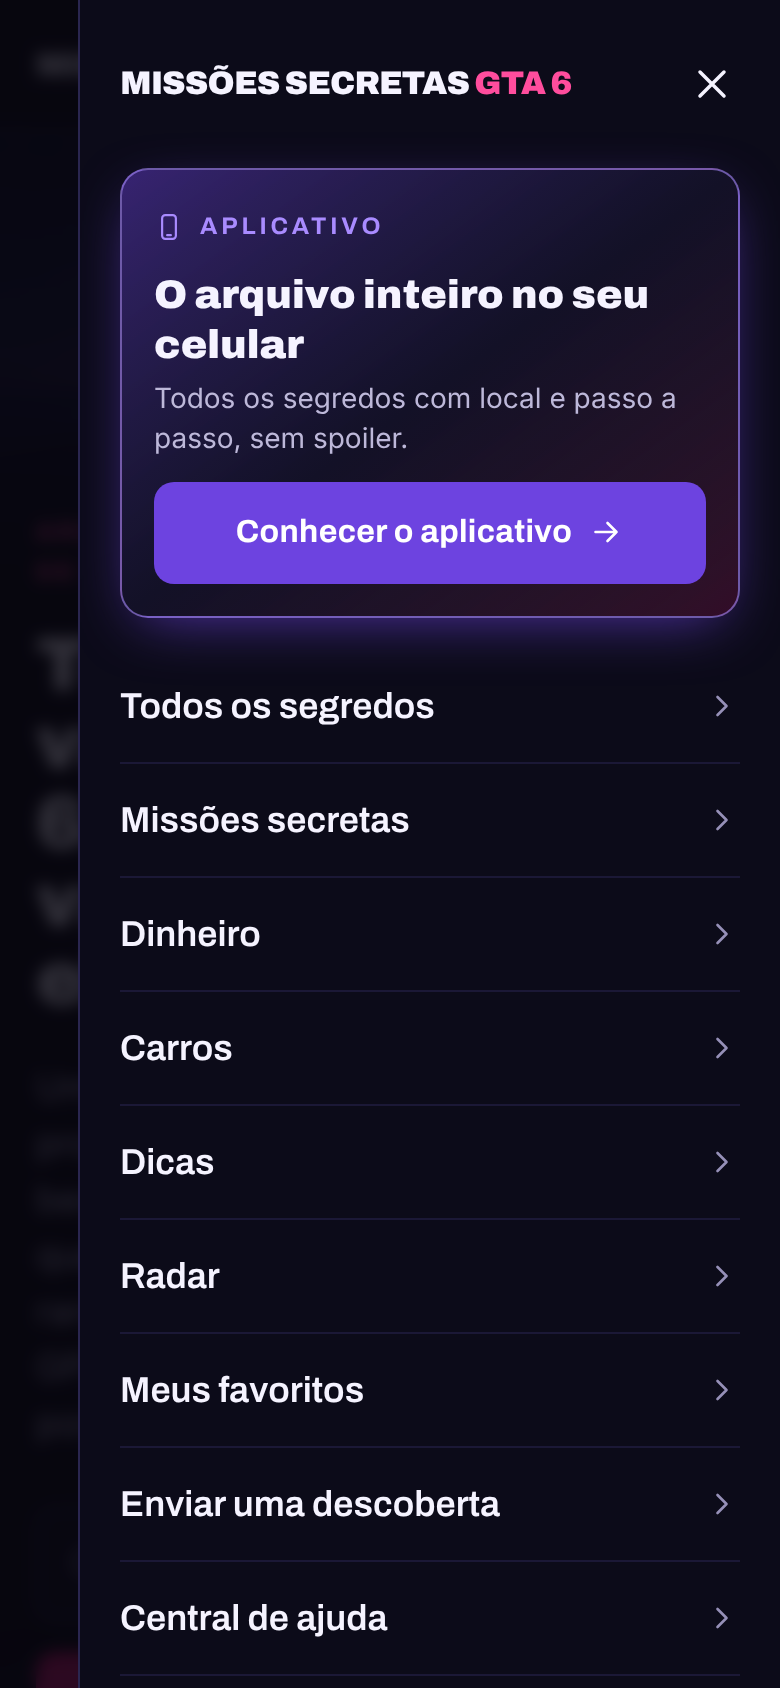 MISSÕES SECRETAS GTA 6
APLICATIVO
O arquivo inteiro no seu
celular
Todos os segredos com local e passo a
passo, sem spoiler.
Conhecer o aplicativo
Todos os segredos
Missões secretas
Dinheiro
Carros
Dicas
Radar
Meus favoritos
Enviar uma descoberta
Central de ajuda